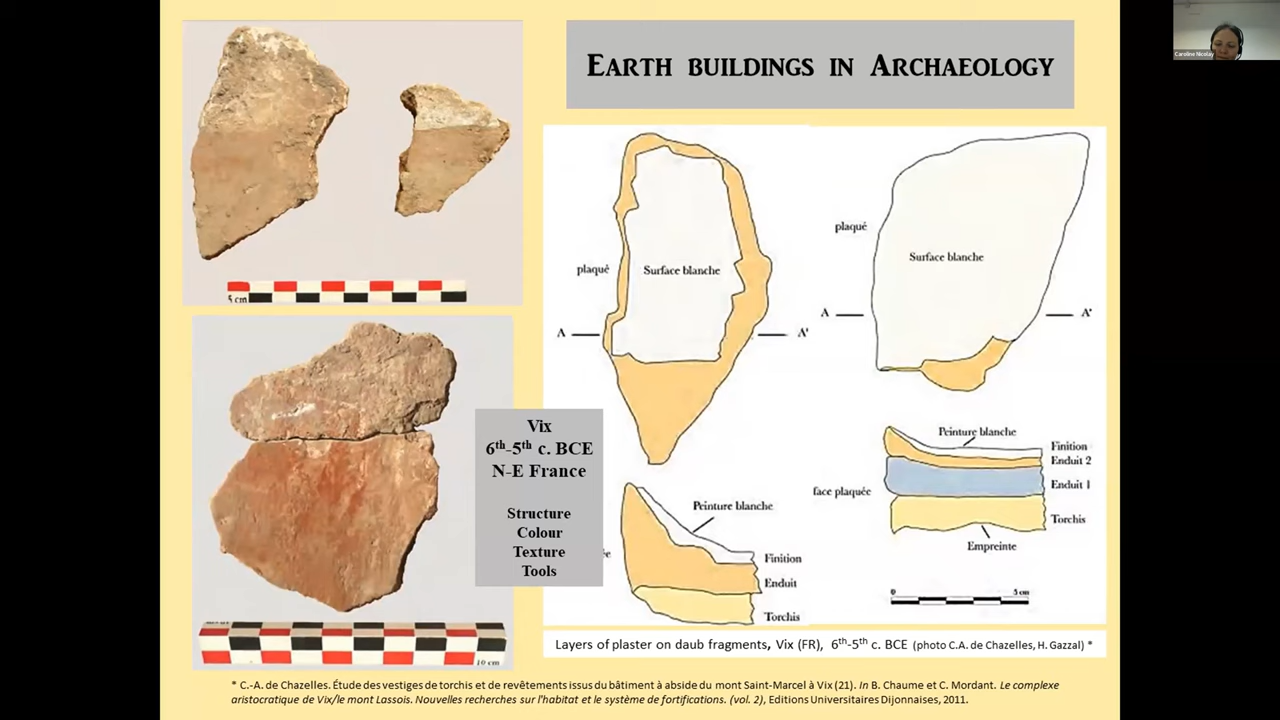 EARTH BUILDINGS IN ARCHAEOLOGY
Caroline Nicolay
5 cm
10 cm
Vix
6th-5th c. BCE
N-E France
Structure
Colour
Texture
Tools
plaqué
Surface blanche
A
A'
Peinture blanche
Finition
Enduit
Torchis
plaqué
Surface blanche
A
A'
Peinture blanche
Finition
Enduit 2
Enduit 1
face plaquée
Torchis
Empreinte
0
5 cm
Layers of plaster on daub fragments, Vix (FR), 6th-5th c. BCE (photo C.A. de Chazelles, H. Gazzal) *
* C.-A. de Chazelles. Étude des vestiges de torchis et de revêtements issus du bâtiment à abside du mont Saint-Marcel à Vix (21). In B. Chaume et C. Mordant. Le complexe
aristocratique de Vix/le mont Lassois. Nouvelles recherches sur l'habitat et le système de fortifications. (vol. 2), Editions Universitaires Dijonnaises, 2011.